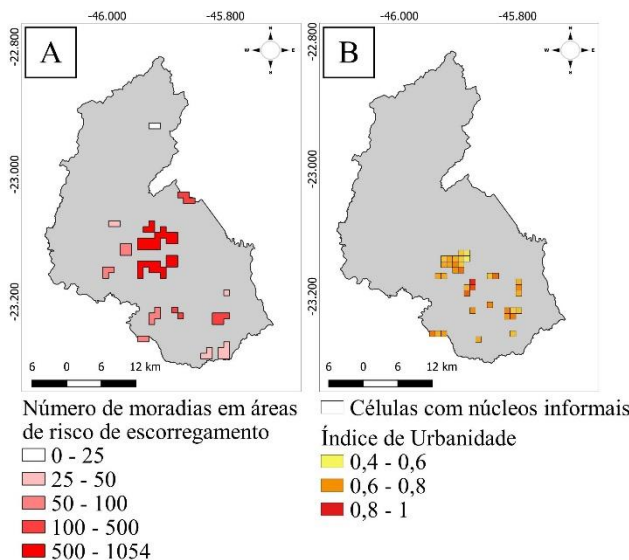 -46.000
-45.800
-22.800
-23.000
-23.200
A
N
W
E
S
6 0 6 12 km
Número de moradias em áreas
de risco de escorregamento
0 - 25
25 - 50
50 - 100
100 - 500
500 - 1054
-46.000
-45.800
-22.800
-23.000
-23.200
B
N
W
E
S
6 0 6 12 km
Células com núcleos informais
Índice de Urbanidade
0,4 - 0,6
0,6 - 0,8
0,8 - 1